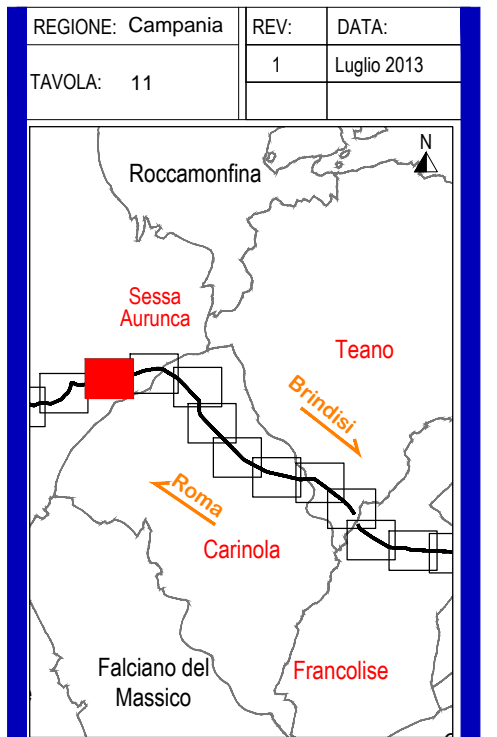 REGIONE: Campania
REV:
DATA:
TAVOLA: 11
1
Luglio 2013
N
Roccamonfina
Sessa
Aurunca
Teano
Brindisi
Roma
Carinola
Falciano del
Massico
Francolise